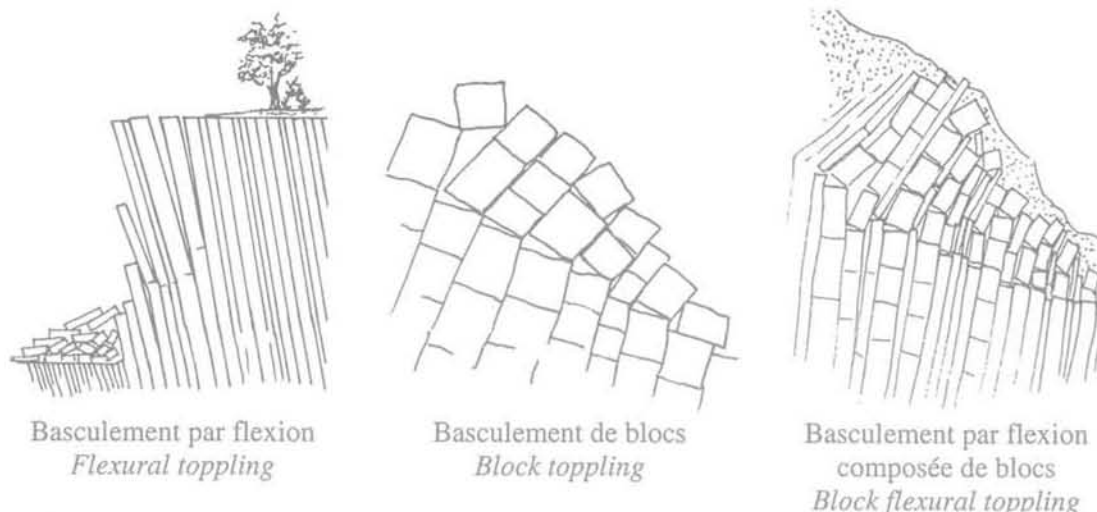 Basculement par flexion
Flexural toppling
Basculement de blocs
Block toppling
Basculement par flexion
composée de blocs
Block flexural toppling